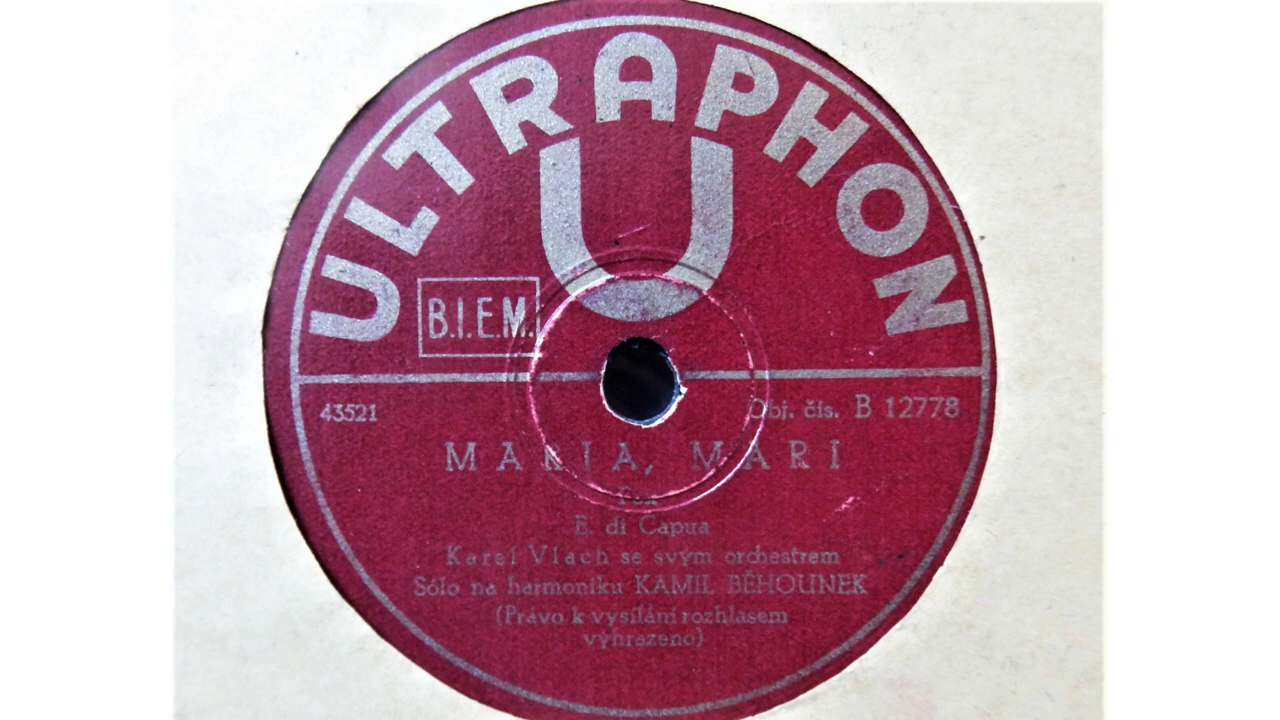 ULTRAPHON
U
B.I.E.M.
43521
Obj. čís. B 12778
MARIA, MARI
Fox
E. di Capua
Karel Vlach se svým orchestrem
Sólo na harmoniku KAMIL BĚHOUNEK
(Právo k vysílání rozhlasem
vyhrazeno)